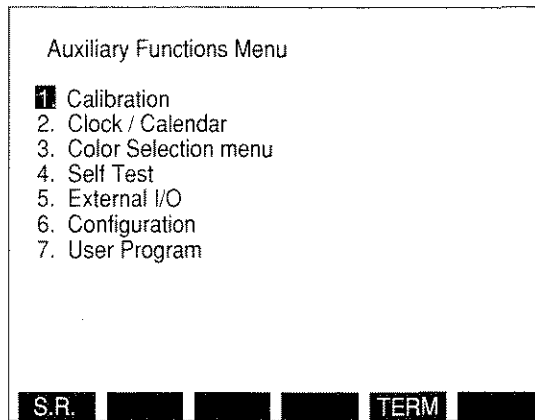 Auxiliary Functions Menu
1. Calibration
2. Clock / Calendar
3. Color Selection menu
4. Self Test
5. External I/O
6. Configuration
7. User Program
S.R. TERM